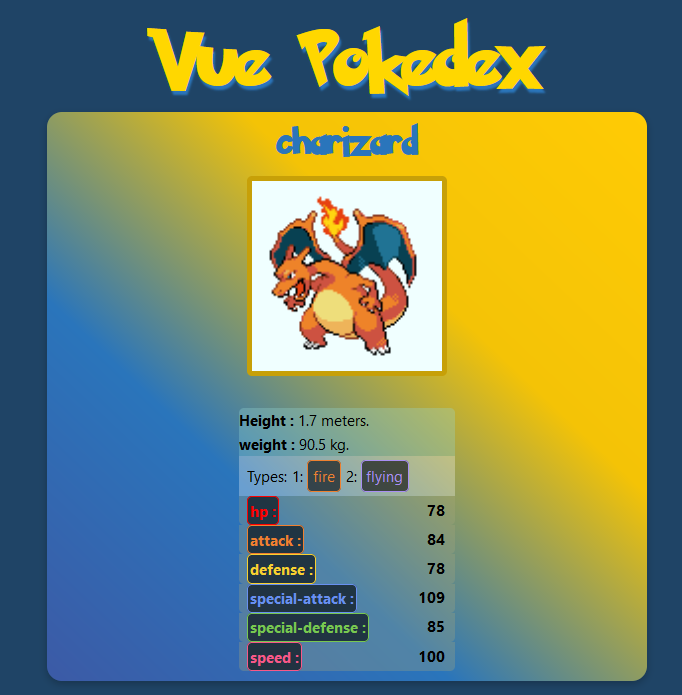 Vue Pokedex
charizard
Height : 1.7 meters.
weight : 90.5 kg.
Types: 1: fire 2: flying
hp : 78
attack : 84
defense : 78
special-attack : 109
special-defense : 85
speed : 100